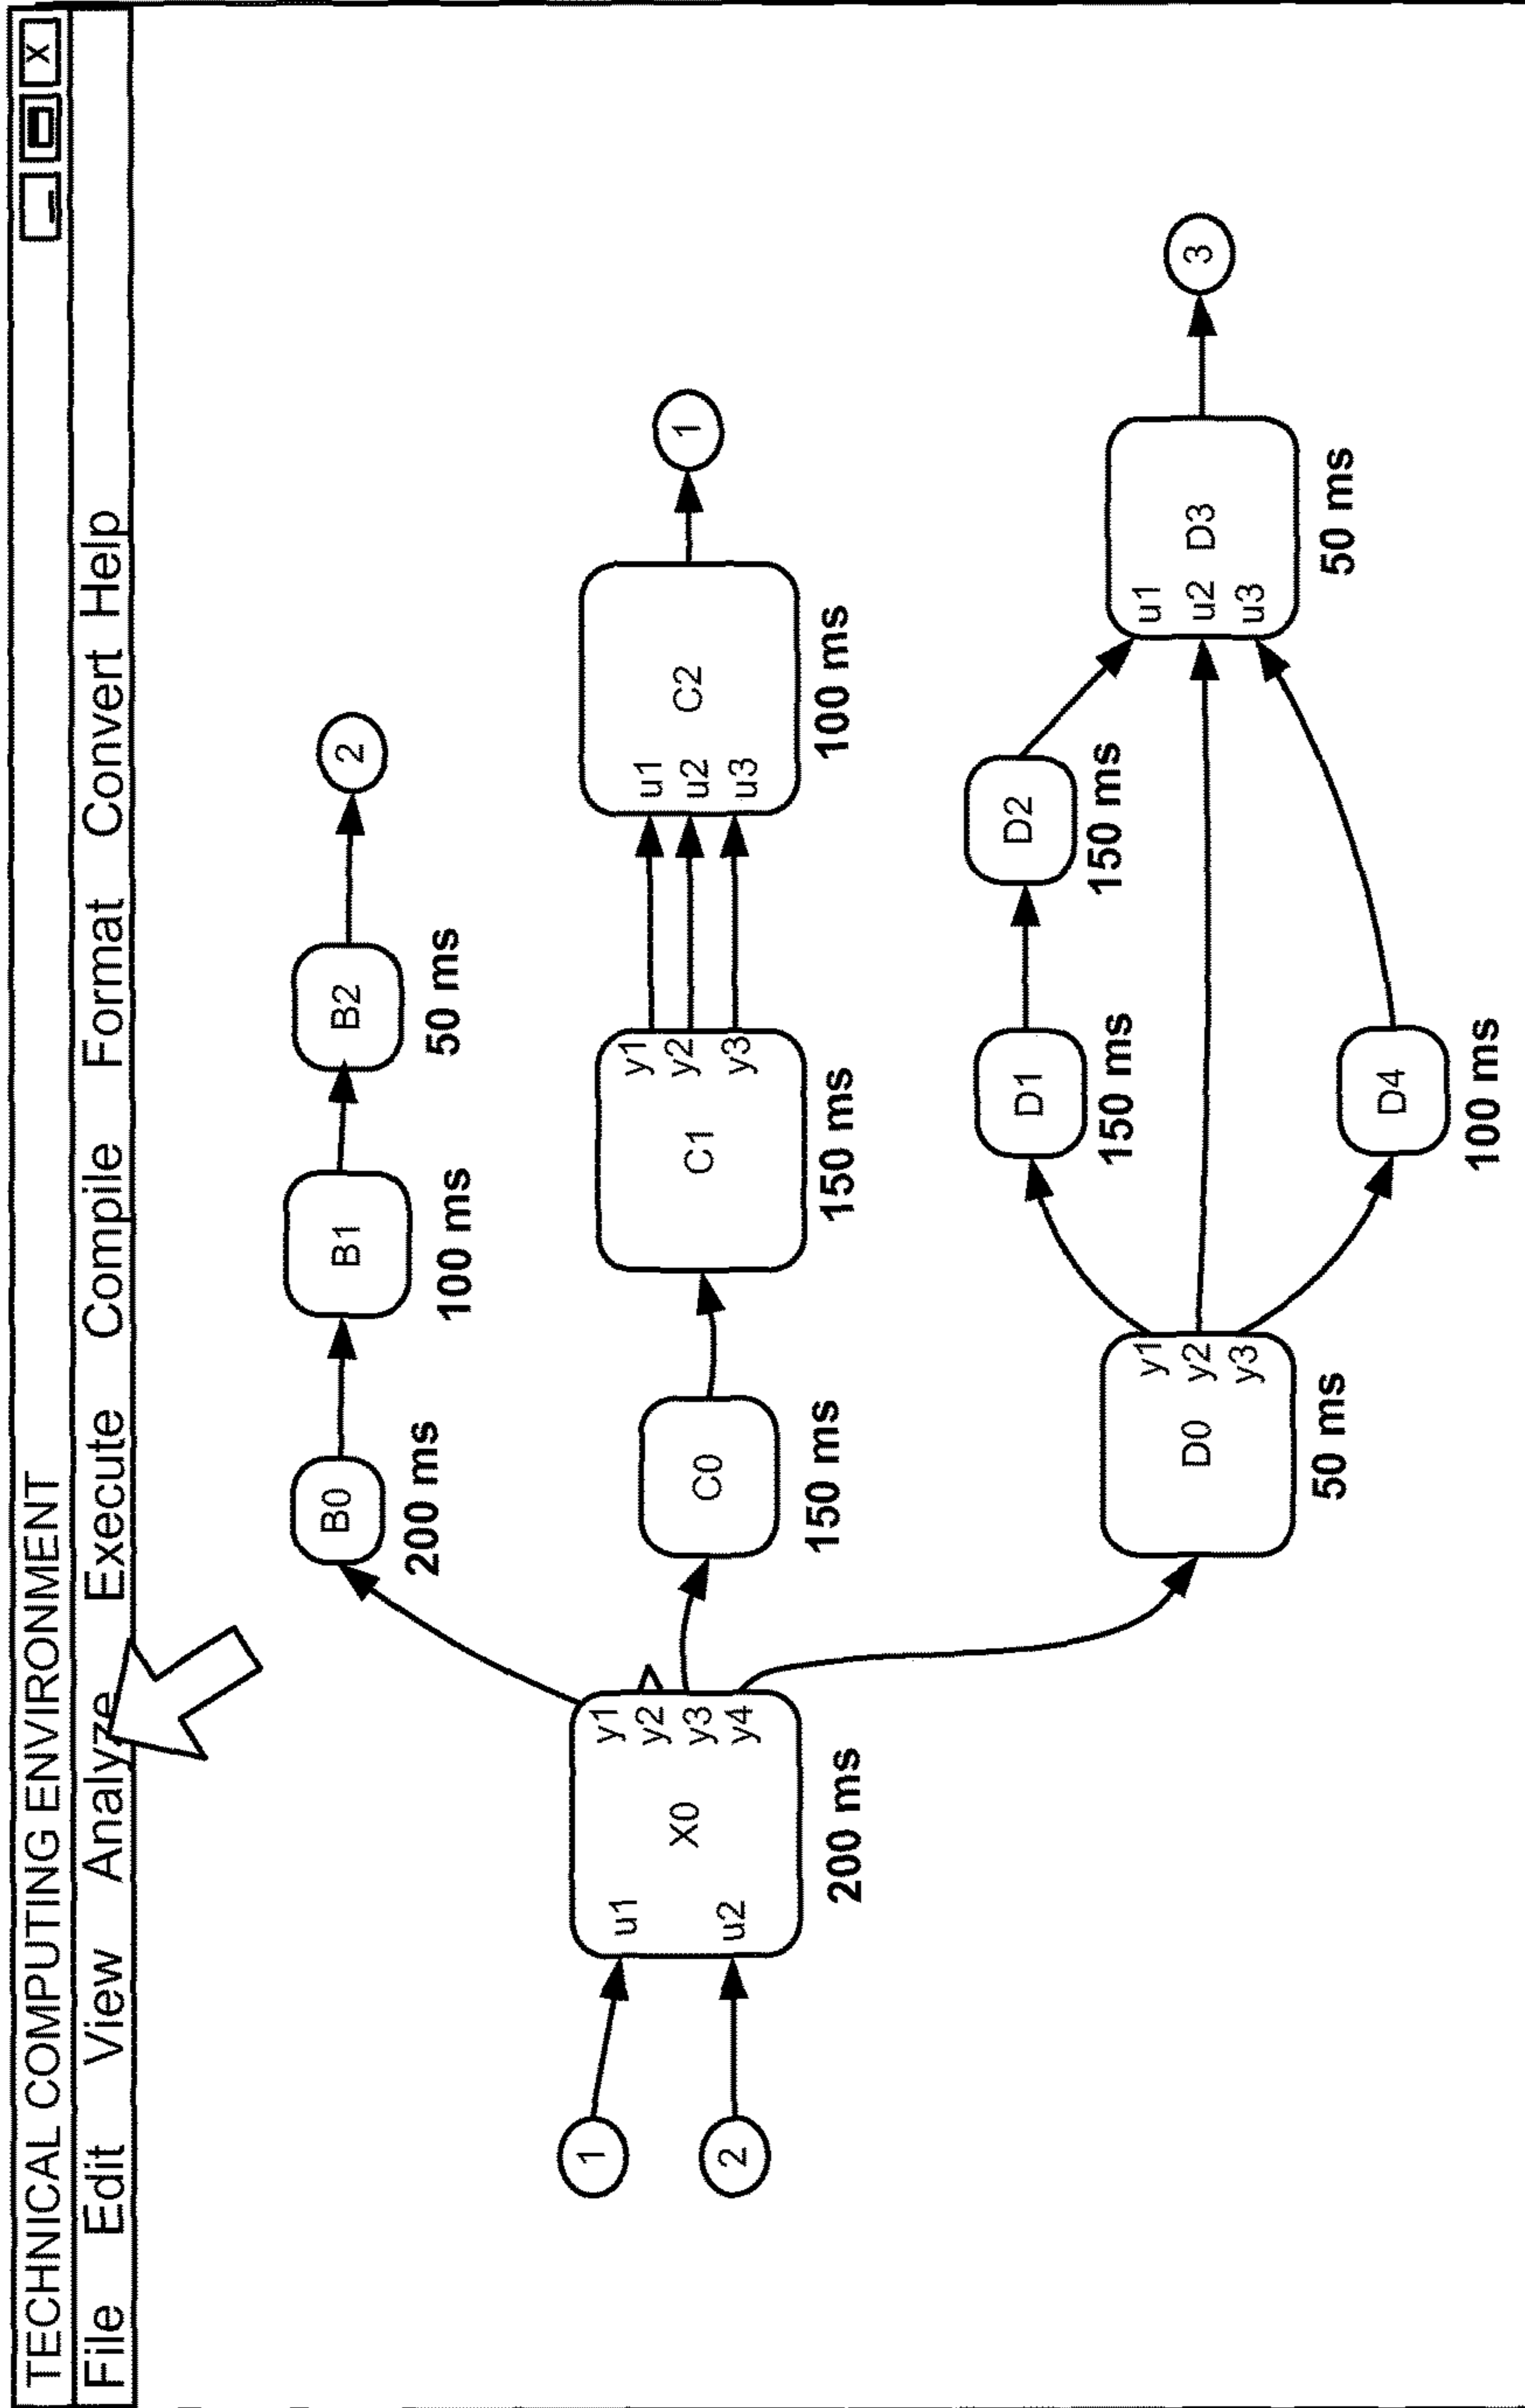 TECHNICAL COMPUTING ENVIRONMENT
_ X
File Edit View Analyze Execute Compile Format Convert Help
B0
200 ms
B1
100 ms
B2
50 ms
2
1
2
u1
u2
X0
y1
y2
y3
y4
200 ms
C0
150 ms
C1
y1
y2
y3
150 ms
u1
u2
u3
C2
100 ms
1
D0
y1
y2
y3
50 ms
D1
150 ms
D2
150 ms
D4
100 ms
u1
u2 D3
u3
50 ms
3